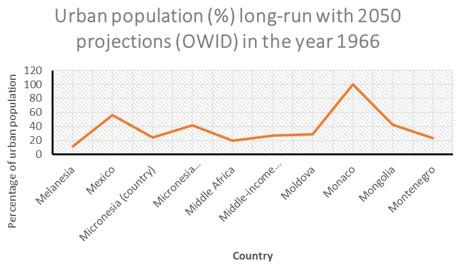 Urban population (%) long-run with 2050
projections (OWID) in the year 1966
Percentage of urban population
120
100
80
60
40
20
0
Melanesia
Mexico
Micronesia (country)
Micronesia...
Middle Africa
Middle-income...
Moldova
Monaco
Mongolia
Montenegro
Country